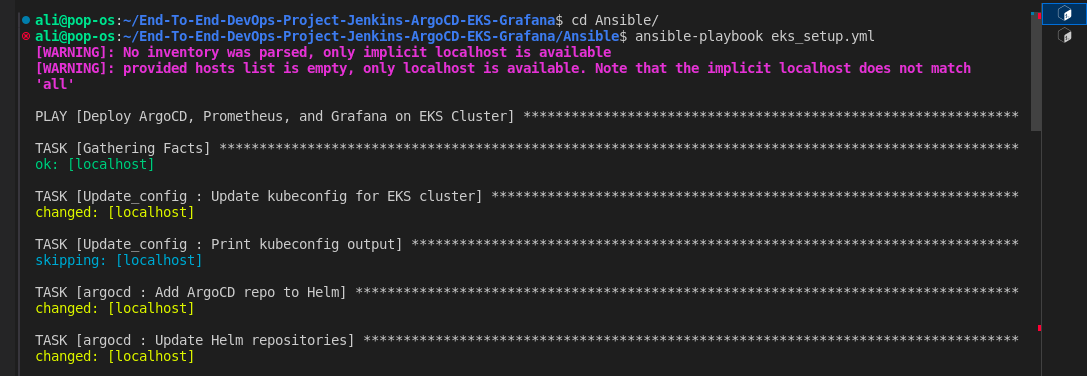 ali@pop-os:~/End-To-End-DevOps-Project-Jenkins-ArgoCD-EKS-Grafana$ cd Ansible/
ali@pop-os:~/End-To-End-DevOps-Project-Jenkins-ArgoCD-EKS-Grafana/Ansible$ ansible-playbook eks_setup.yml
[WARNING]: No inventory was parsed, only implicit localhost is available
[WARNING]: provided hosts list is empty, only localhost is available. Note that the implicit localhost does not match
'all'
PLAY [Deploy ArgoCD, Prometheus, and Grafana on EKS Cluster] **************************************************************
TASK [Gathering Facts] ****************************************************************************************************
ok: [localhost]
TASK [Update_config : Update kubeconfig for EKS cluster] ******************************************************************
changed: [localhost]
TASK [Update_config : Print kubeconfig output] ****************************************************************************
skipping: [localhost]
TASK [argocd : Add ArgoCD repo to Helm] ***********************************************************************************
changed: [localhost]
TASK [argocd : Update Helm repositories] **********************************************************************************
changed: [localhost]